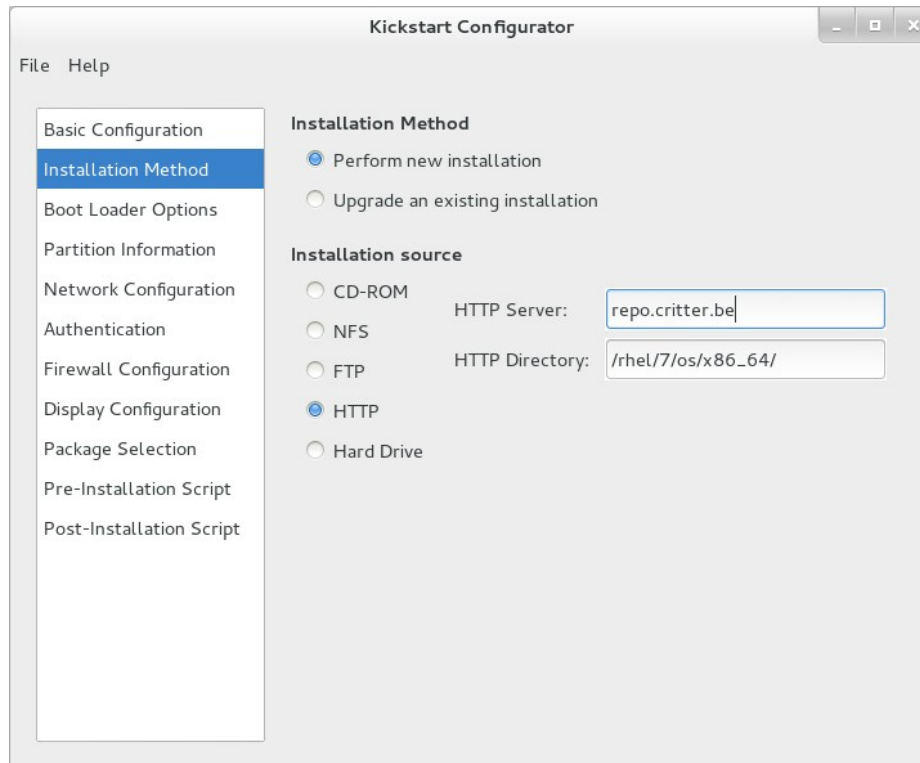 Kickstart Configurator
File Help
Basic Configuration
Installation Method
Boot Loader Options
Partition Information
Network Configuration
Authentication
Firewall Configuration
Display Configuration
Package Selection
Pre-Installation Script
Post-Installation Script
Installation Method
Perform new installation
Upgrade an existing installation
Installation source
CD-ROM
NFS
FTP
HTTP
Hard Drive
HTTP Server: repo.critter.be
HTTP Directory: /rhel/7/os/x86_64/